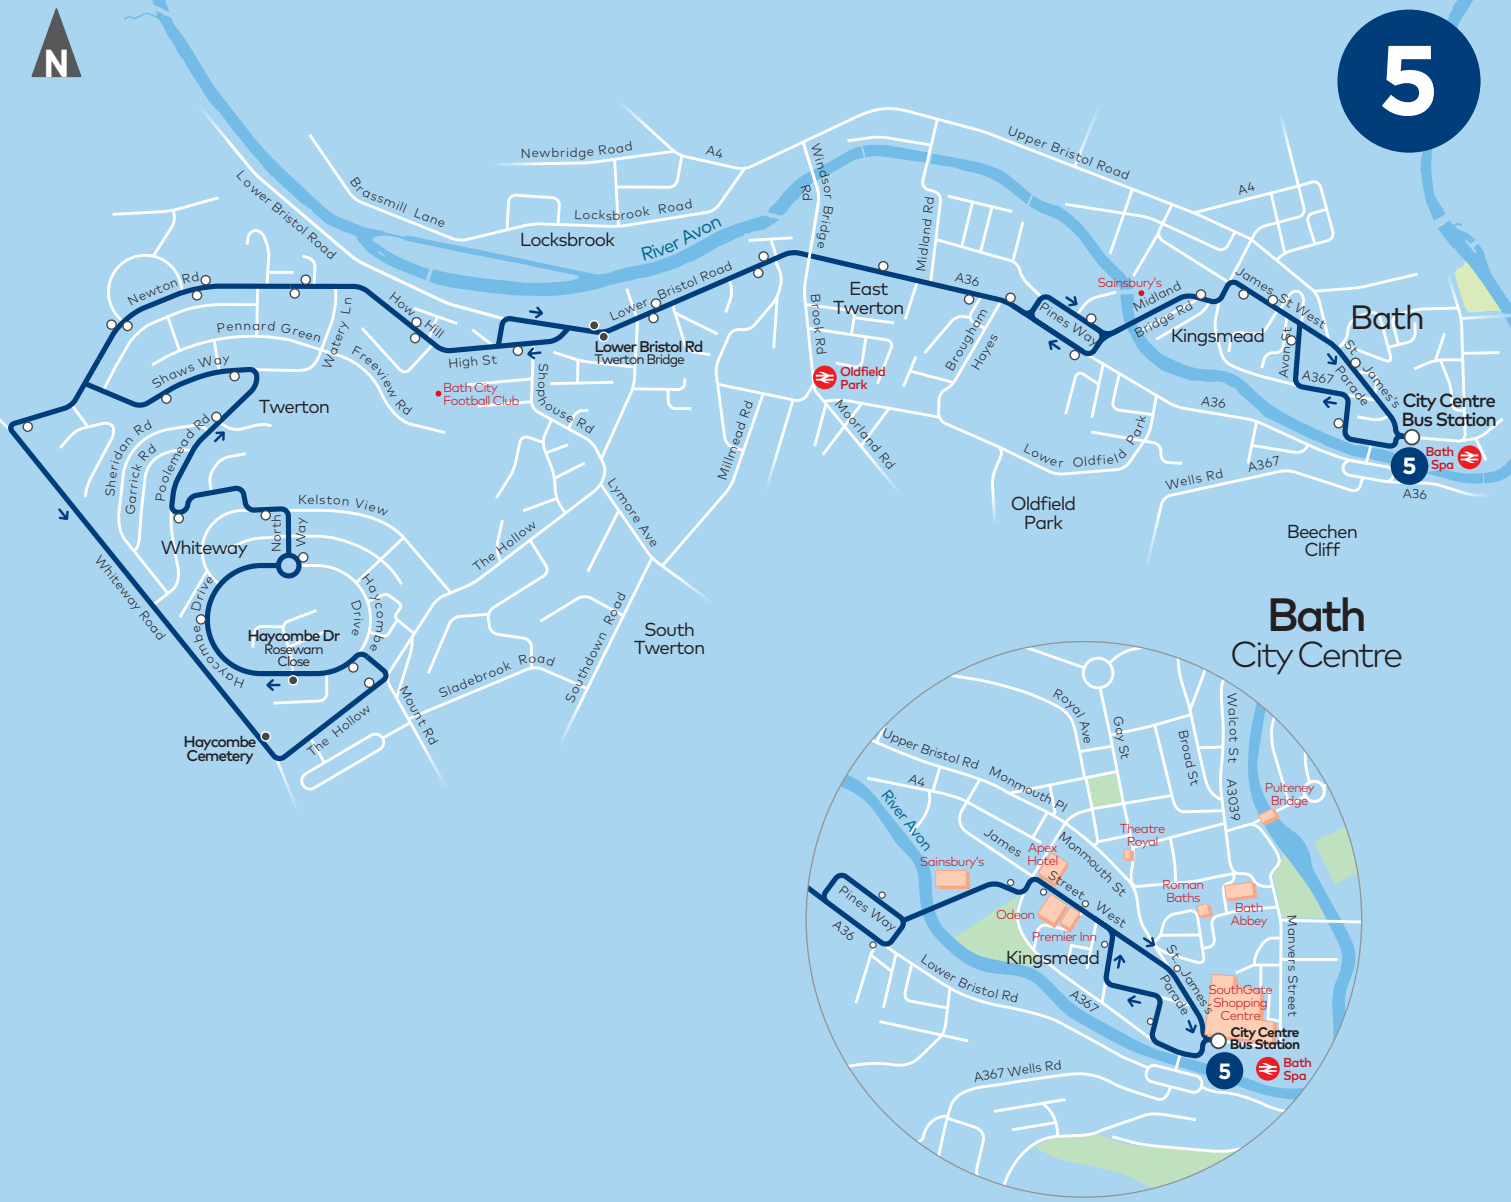 N
5
Upper Bristol Road
Newbridge Road
A4
Windsor Bridge
Rd
Lower Bristol Road
Brassmill Lane
Locksbrook Road
A4
Locksbrook
River Avon
Midland Rd
Newton Rd
Lower Bristol Road
A36
East
Twerton
Sainsbury's
Midland
Bridge Rd
James St West
Bath
How Hill
Pennard Green
Watery Ln
Pines Way
Kingsmead
Brook Rd
Brougham
Hayes
Avon St
St. James's
Parade
High St
Lower Bristol Rd
Twerton Bridge
Shaws Way
Freeview Rd
Bath City
Football Club
Shophouse Rd
Oldfield
Park
A367
A36
City Centre
Bus Station
Twerton
Millmead Rd
Moorland Rd
Lower Oldfield Park
Bath
Spa
5
A36
Sheridan Rd
Garrick Rd
Poolemead Rd
Wells Rd
A367
Kelston View
North Way
Lymore Ave
Oldfield
Park
Beechen
Cliff
Whiteway
The Hollow
Whiteway Road
Haycombe Drive
Haycombe
Drive
Haycombe Dr
Rosewarn
Close
South
Twerton
Southdown Road
Sladebrook Road
Mount Rd
The Hollow
Haycombe
Cemetery
Bath
City Centre
Royal Ave
Gay St
Broad St
Walcot St
A3039
Upper Bristol Rd
A4
Monmouth Pl
Pulteney
Bridge
River Avon
James
Street
West
Monmouth St
Theatre
Royal
Apex
Hotel
Sainsbury's
Roman
Baths
Bath
Abbey
Pines Way
A36
Odeon
Premier Inn
Kingsmead
Manvers Street
St. James's
Parade
Lower Bristol Rd
A367
SouthGate
Shopping
Centre
City Centre
Bus Station
5
Bath
Spa
A367 Wells Rd